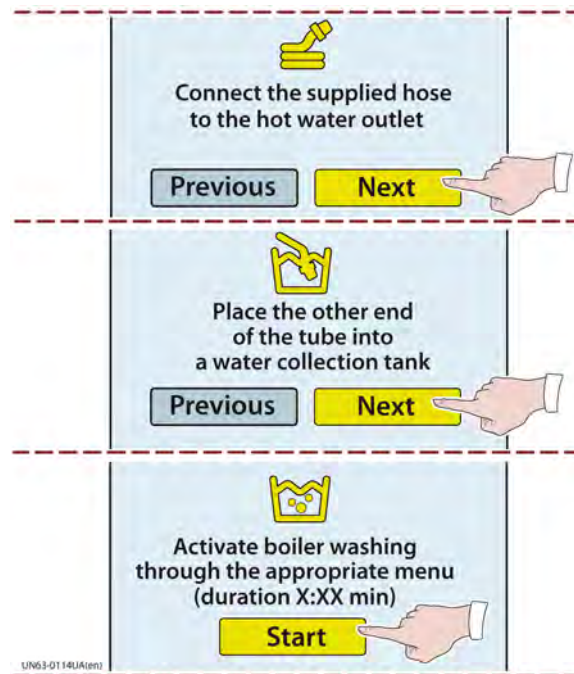 Connect the supplied hose
to the hot water outlet
Previous
Next
Place the other end
of the tube into
a water collection tank
Previous
Next
Activate boiler washing
through the appropriate menu
(duration X:XX min)
Start
UN63-0114UA(en)